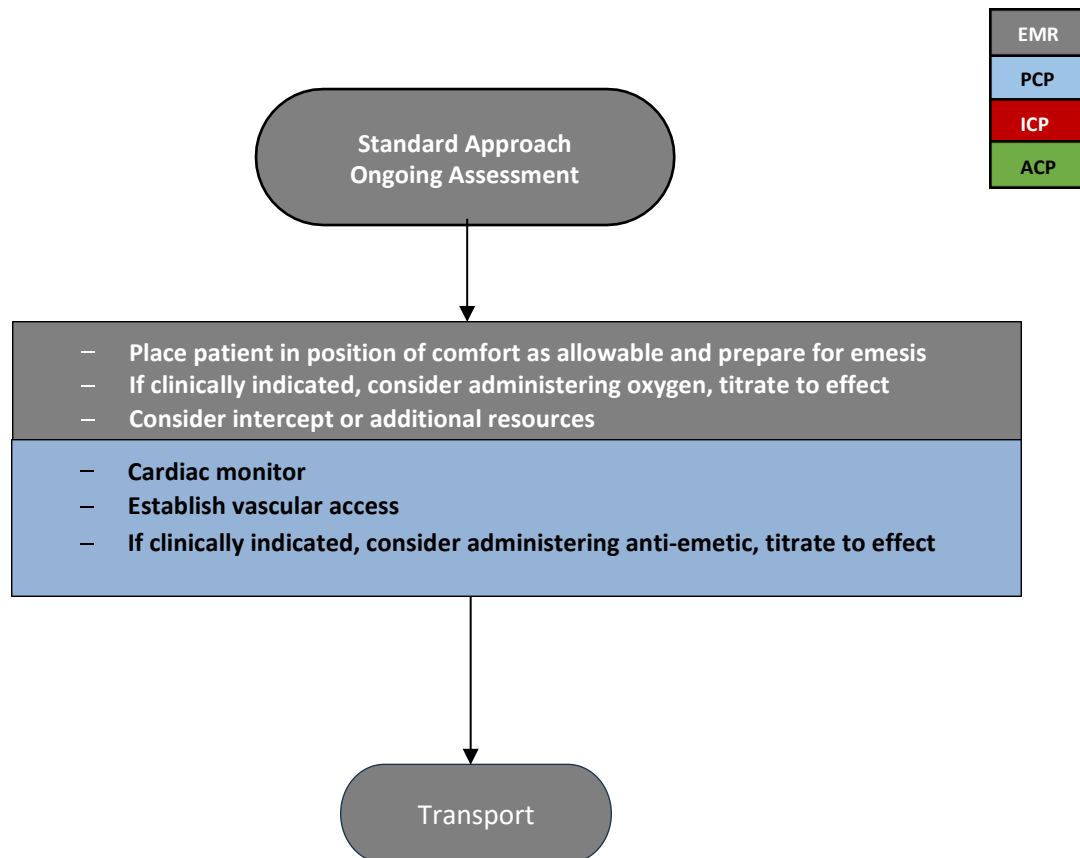 EMR
PCP
ICP
ACP
Standard Approach
Ongoing Assessment
– Place patient in position of comfort as allowable and prepare for emesis
– If clinically indicated, consider administering oxygen, titrate to effect
– Consider intercept or additional resources
– Cardiac monitor
– Establish vascular access
– If clinically indicated, consider administering anti-emetic, titrate to effect
Transport